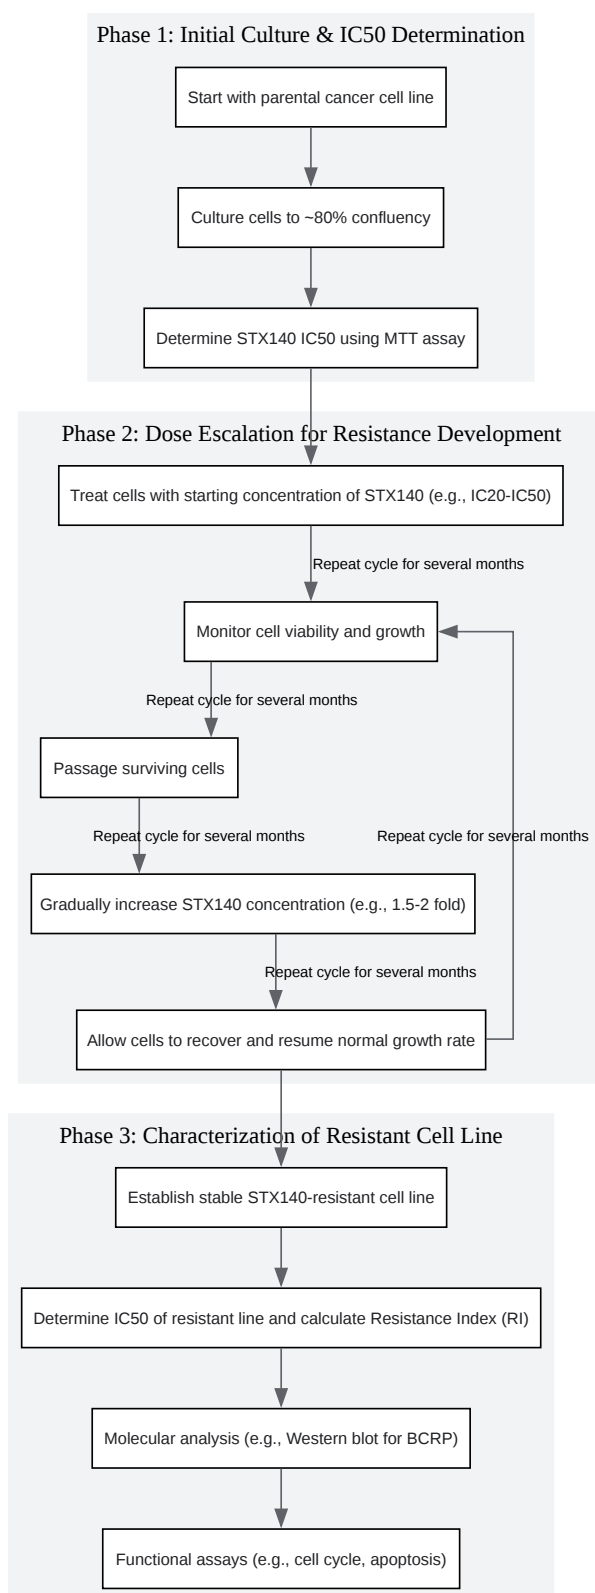 Phase 1: Initial Culture & IC50 Determination
Start with parental cancer cell line
Culture cells to ~80% confluency
Determine STX140 IC50 using MTT assay
Phase 2: Dose Escalation for Resistance Development
Treat cells with starting concentration of STX140 (e.g., IC20-IC50)
Repeat cycle for several months
Monitor cell viability and growth
Repeat cycle for several months
Passage surviving cells
Repeat cycle for several months
Repeat cycle for several months
Gradually increase STX140 concentration (e.g., 1.5-2 fold)
Repeat cycle for several months
Allow cells to recover and resume normal growth rate
Phase 3: Characterization of Resistant Cell Line
Establish stable STX140-resistant cell line
Determine IC50 of resistant line and calculate Resistance Index (RI)
Molecular analysis (e.g., Western blot for BCRP)
Functional assays (e.g., cell cycle, apoptosis)